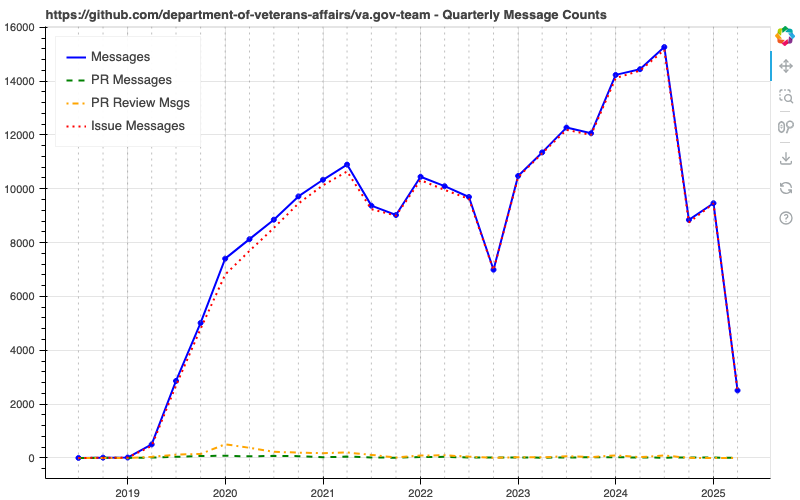 https://github.com/department-of-veterans-affairs/va.gov-team - Quarterly Message Counts
16000
Messages
PR Messages
PR Review Msgs
Issue Messages
14000
12000
10000
8000
6000
4000
2000
0
2019 2020 2021 2022 2023 2024 2025